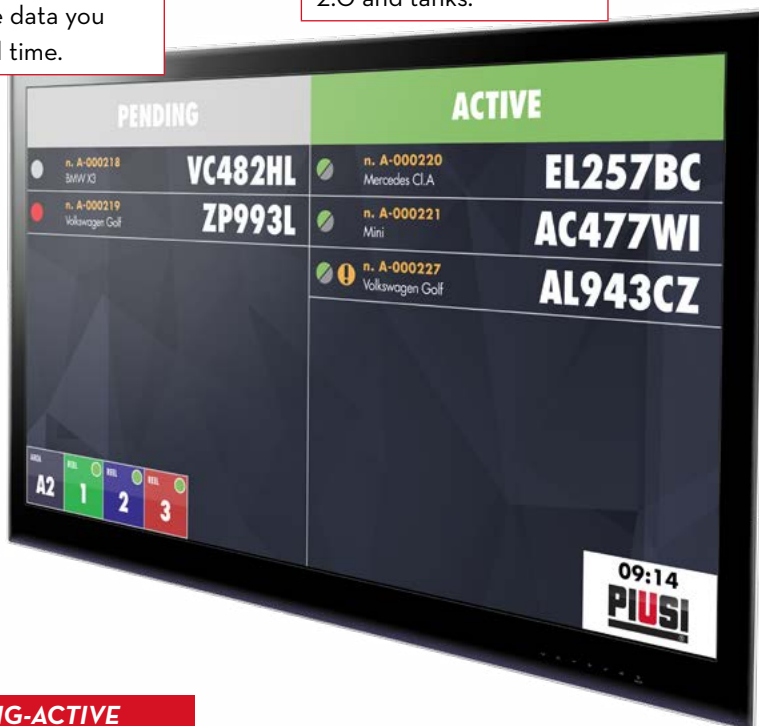 e data you
l time.
2.0 and tanks.
PENDING
ACTIVE
n. A-000218
BMW X3
VC482HL
n. A-000219
Volkswagen Golf
ZP993L
n. A-000220
Mercedes Cl.A
EL257BC
n. A-000221
Mini
AC477WI
n. A-000227
Volkswagen Golf
AL943CZ
AREA
A2
REEL
1
REEL
2
REEL
3
09:14
PIUSI
NG-ACTIVE